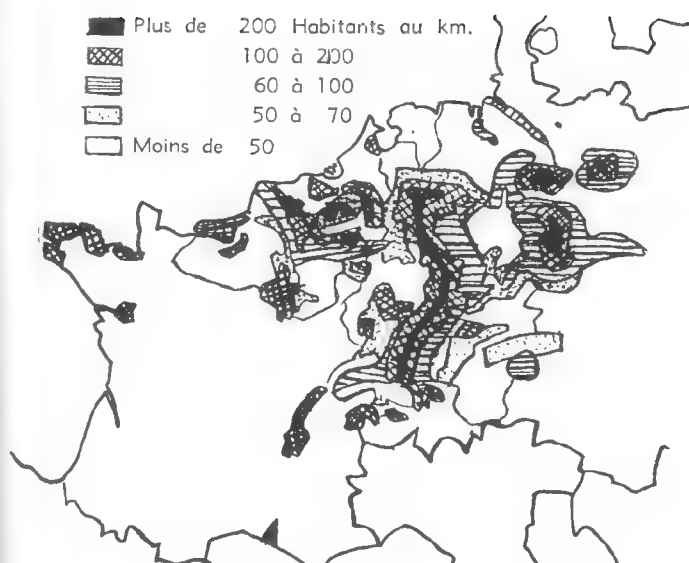 Plus de 200 Habitants au km.
100 à 200
60 à 100
50 à 70
Moins de 50